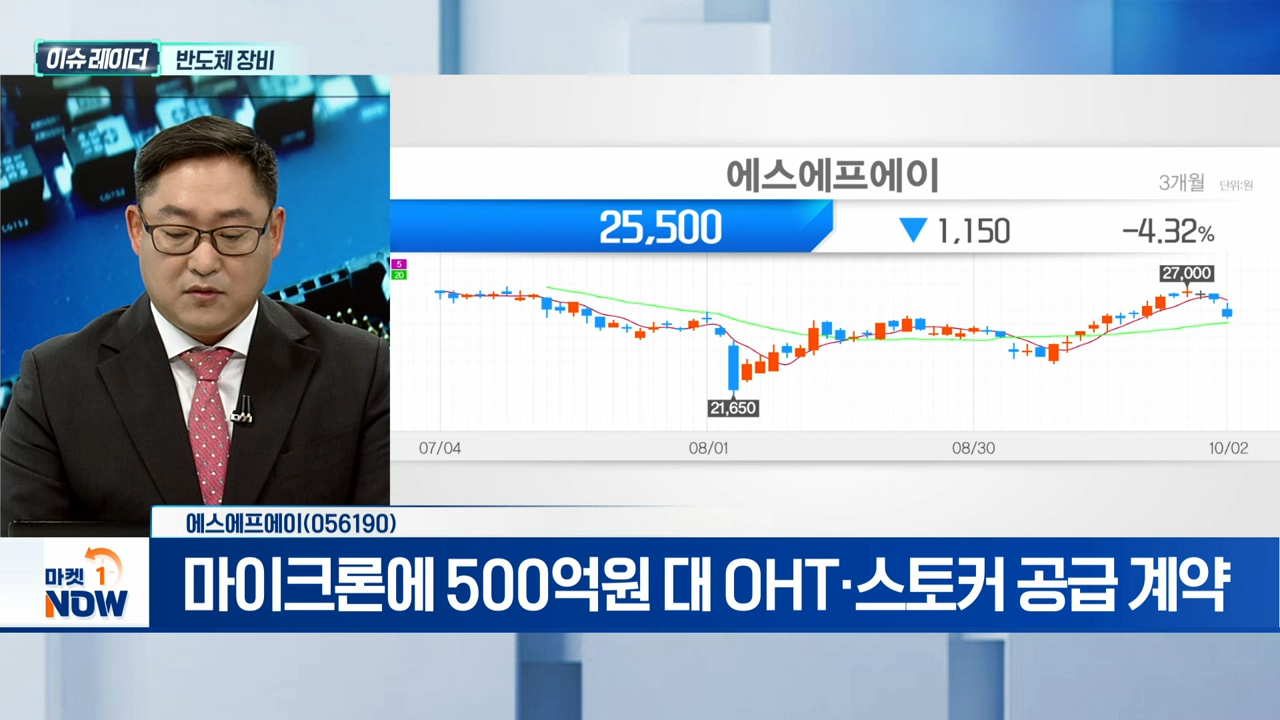 이슈 레이더 반도체 장비
에스에프에이
3개월 단위:원
25,500 ▼ 1,150 -4.32%
5
20
27,000
21,650
07/04 08/01 08/30 10/02
에스에프에이(056190)
마켓 1
NOW
마이크론에 500억원 대 OHT·스토커 공급 계약